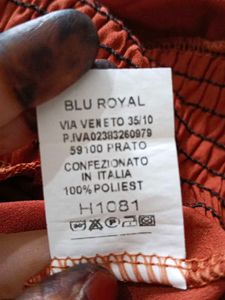 BLU ROYAL
VIA VENETO 35/10
P.IVA02383260979
59100 PRATO
CONFEZIONATO
IN ITALIA
100% POLIEST
H1081